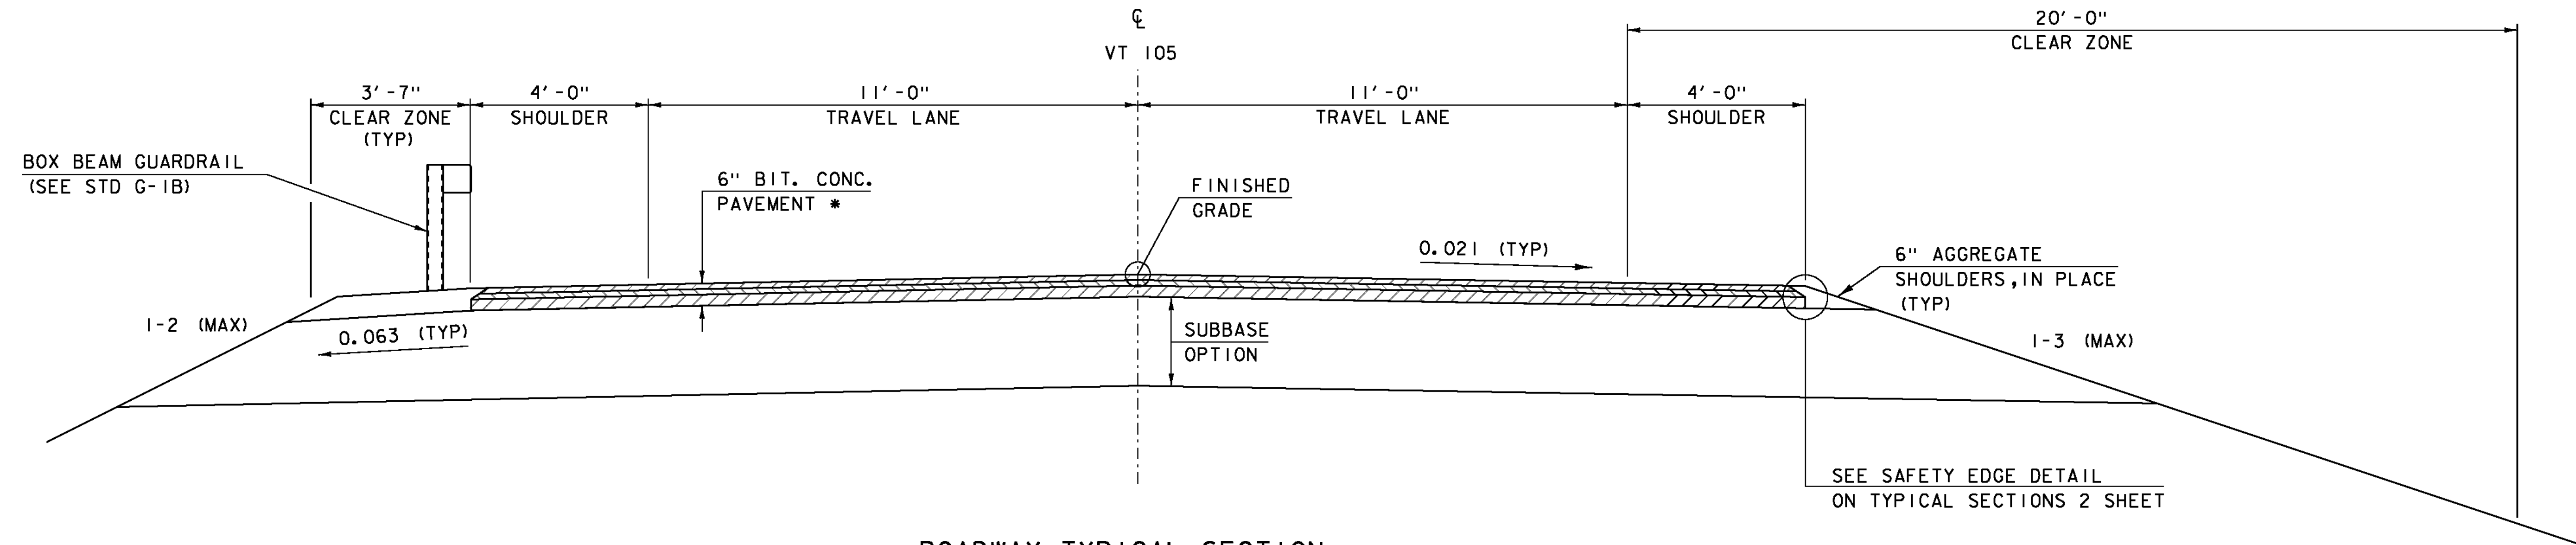 ℄
VT 105
20'-0"
CLEAR ZONE
3'-7"
CLEAR ZONE
(TYP)
4'-0"
SHOULDER
11'-0"
TRAVEL LANE
11'-0"
TRAVEL LANE
4'-0"
SHOULDER
BOX BEAM GUARDRAIL
(SEE STD G-1B)
6" BIT. CONC.
PAVEMENT *
FINISHED
GRADE
0.021 (TYP)
6" AGGREGATE
SHOULDERS, IN PLACE
(TYP)
1-2 (MAX)
0.063 (TYP)
SUBBASE
OPTION
1-3 (MAX)
SEE SAFETY EDGE DETAIL
ON TYPICAL SECTIONS 2 SHEET
ROADWAY TYPICAL SECTION